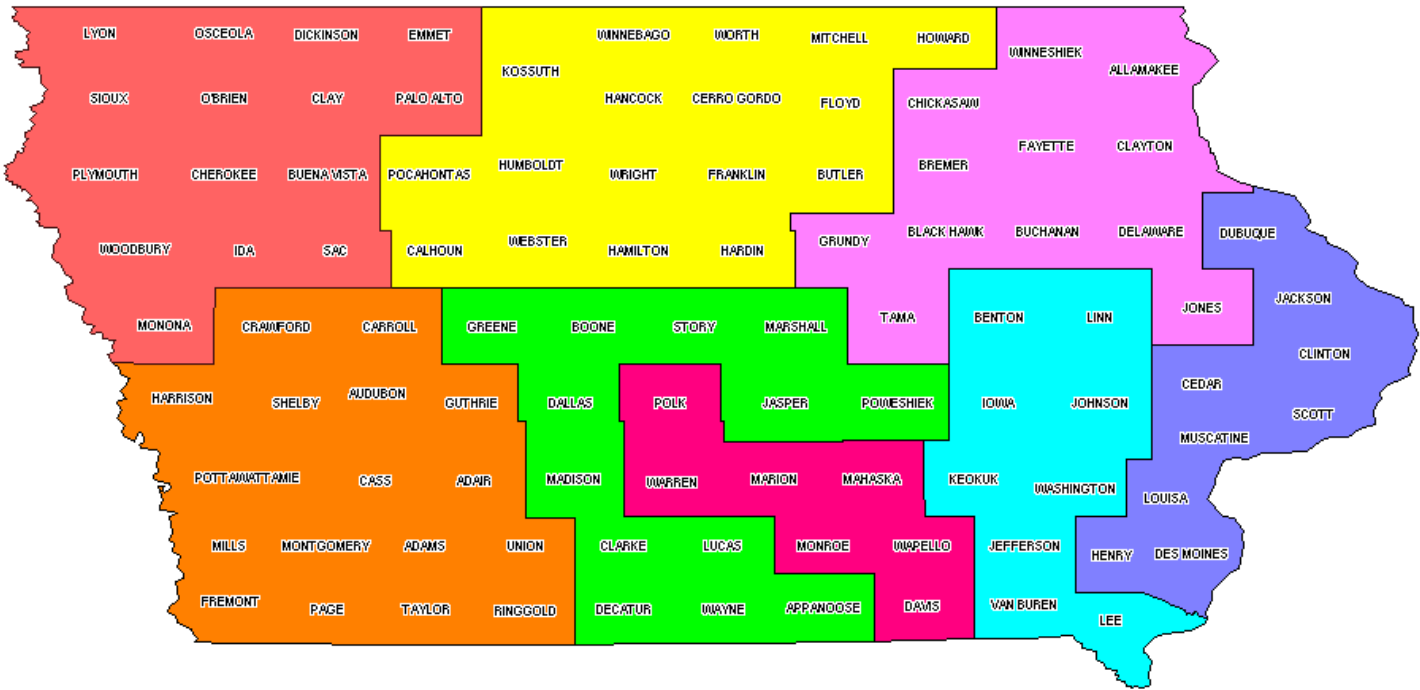 LYON
OSCEOLA
DICKINSON
EMMET
WINNEBAGO
WORTH
MITCHELL
HOWARD
WINNESHIEK
ALLAMAKEE
KOSSUTH
SIOUX
O'BRIEN
CLAY
PALO ALTO
HANCOCK
CERRO GORDO
FLOYD
CHICKASAW
FAYETTE
CLAYTON
PLYMOUTH
CHEROKEE
BUENA VISTA
POCAHONTAS
HUMBOLDT
WRIGHT
FRANKLIN
BUTLER
BREMER
WOODBURY
IDA
SAC
CALHOUN
WEBSTER
HAMILTON
HARDIN
GRUNDY
BLACK HAWK
BUCHANAN
DELAWARE
DUBUQUE
MONONA
CRAWFORD
CARROLL
GREENE
BOONE
STORY
MARSHALL
TAMA
BENTON
LINN
JONES
JACKSON
CLINTON
HARRISON
SHELBY
AUDUBON
GUTHRIE
DALLAS
POLK
JASPER
POWESHIEK
IOWA
JOHNSON
CEDAR
SCOTT
MUSCATINE
POTTAWATTAMIE
CASS
ADAIR
MADISON
WARREN
MARION
MAHASKA
KEOKUK
WASHINGTON
LOUISA
MILLS
MONTGOMERY
ADAMS
UNION
CLARKE
LUCAS
MONROE
WAPELLO
JEFFERSON
HENRY
DES MOINES
FREMONT
PAGE
TAYLOR
RINGGOLD
DECATUR
WAYNE
APPANOOSE
DAVIS
VAN BUREN
LEE